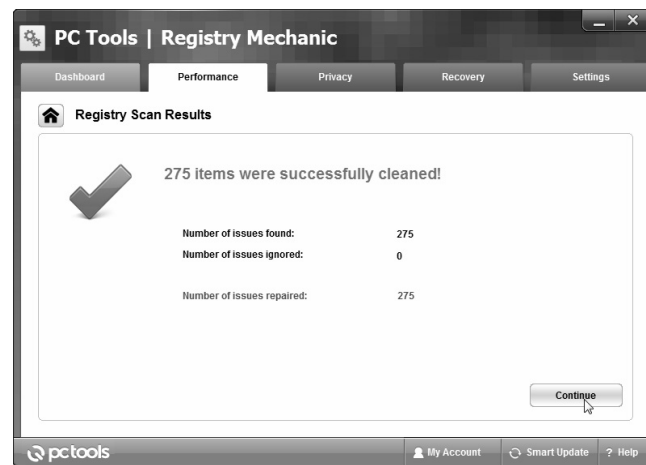 PC Tools | Registry Mechanic
Dashboard Performance Privacy Recovery Settings
Registry Scan Results
275 items were successfully cleaned!
Number of issues found: 275
Number of issues ignored: 0
Number of issues repaired: 275
Continue
pctools My Account Smart Update ? Help